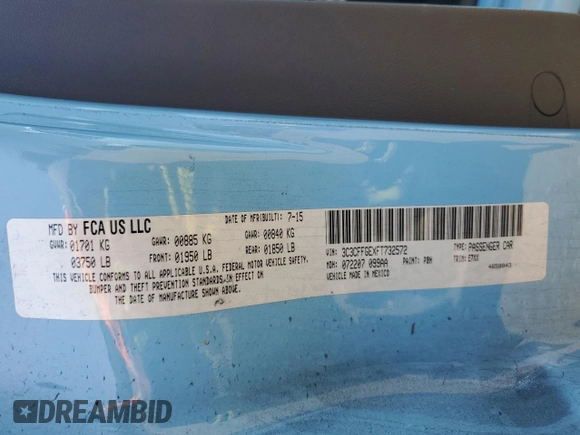 MFD BY FCA US LLC
DATE OF MFR(BUILT): 7-15
GVWR: 01701 KG
03750 LB
GAWR: 00885 KG
FRONT: 01950 LB
GAWR: 00840 KG
REAR: 01850 LB
THIS VEHICLE CONFORMS TO ALL APPLICABLE U.S.A. FEDERAL MOTOR VEHICLE SAFETY,
BUMPER AND THEFT PREVENTION STANDARDS IN EFFECT ON
THE DATE OF MANUFACTURE SHOWN ABOVE.
VIN: 3C3CFFGEXFT732572
TYPE: PASSENGER CAR
MDH: 072207 099AA
PAINT: PBH
TRIM: E7XX
VEHICLE MADE IN MEXICO
DREAMBID